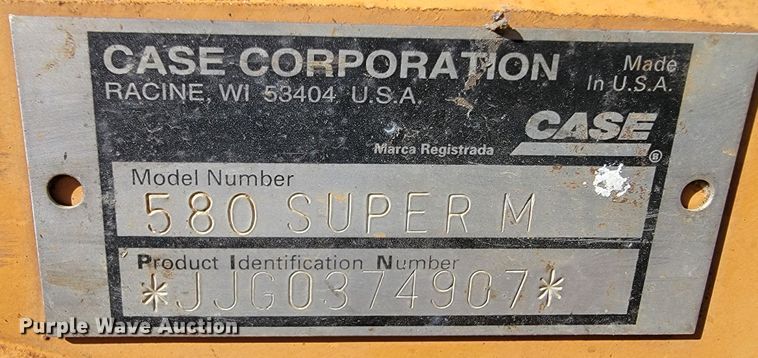 CASE CORPORATION
RACINE, WI 53404 U.S.A.
Made
In U.S.A.
CASE
®
Marca Registrada
Model Number
580 SUPER M
Product Identification Number
*JJG0374907*
Purple Wave Auction